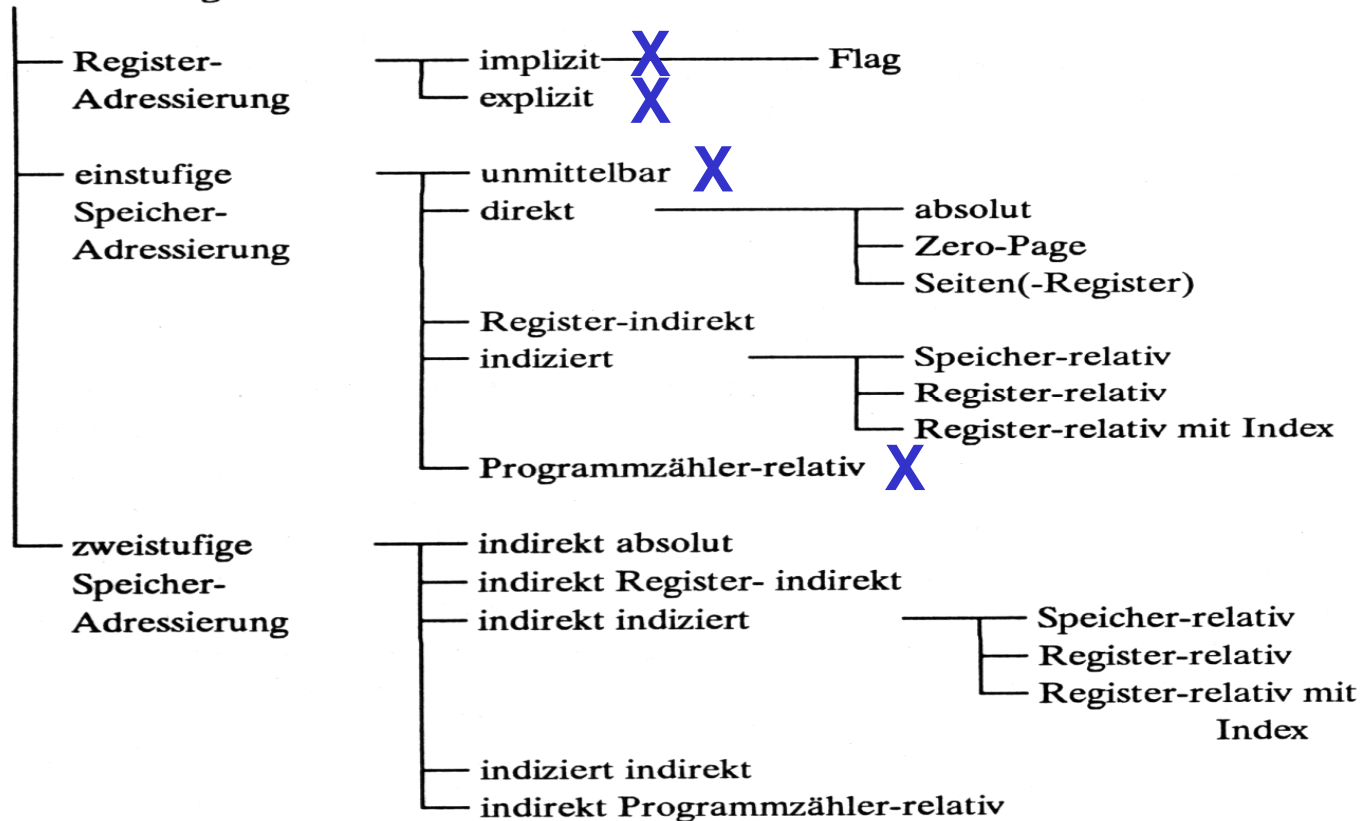 Register- implizit X Flag
Adressierung explizit X
einstufige unmittelbar X
Speicher- direkt absolut
Adressierung Zero-Page
Seiten(-Register)
Register-indirekt
indiziert Speicher-relativ
Register-relativ
Register-relativ mit Index
Programmzähler-relativ X
zweistufige indirekt absolut
Speicher- indirekt Register- indirekt
Adressierung indirekt indiziert Speicher-relativ
Register-relativ
Register-relativ mit
Index
indiziert indirekt
indirekt Programmzähler-relativ